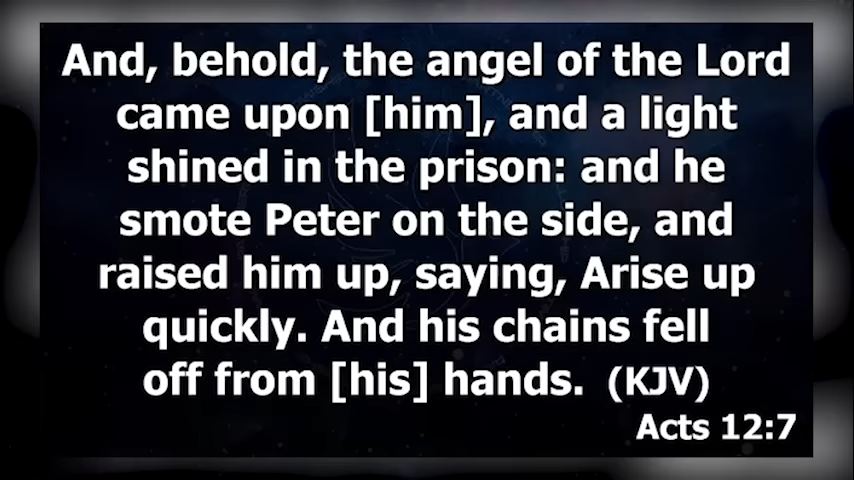 And, behold, the angel of the Lord
came upon [him], and a light
shined in the prison: and he
smote Peter on the side, and
raised him up, saying, Arise up
quickly. And his chains fell
off from [his] hands. (KJV)
Acts 12:7